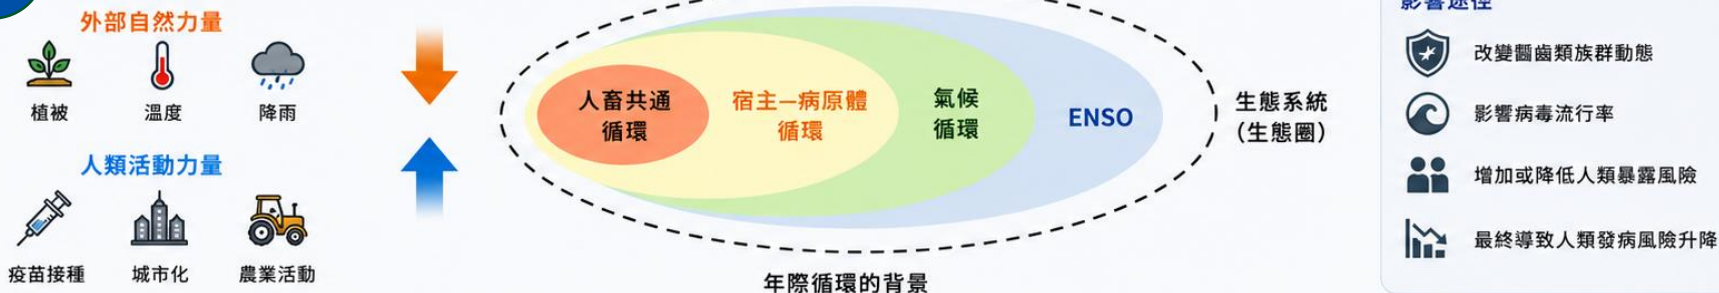 外部自然力量
植被
溫度
降雨
人類活動力量
疫苗接種
城市化
農業活動
人畜共通
循環
宿主—病原體
循環
氣候
循環
ENSO
生態系統
（生態圈）
年際循環的背景
影響途徑
改變齧齒類族群動態
影響病毒流行率
增加或降低人類暴露風險
最終導致人類發病風險升降